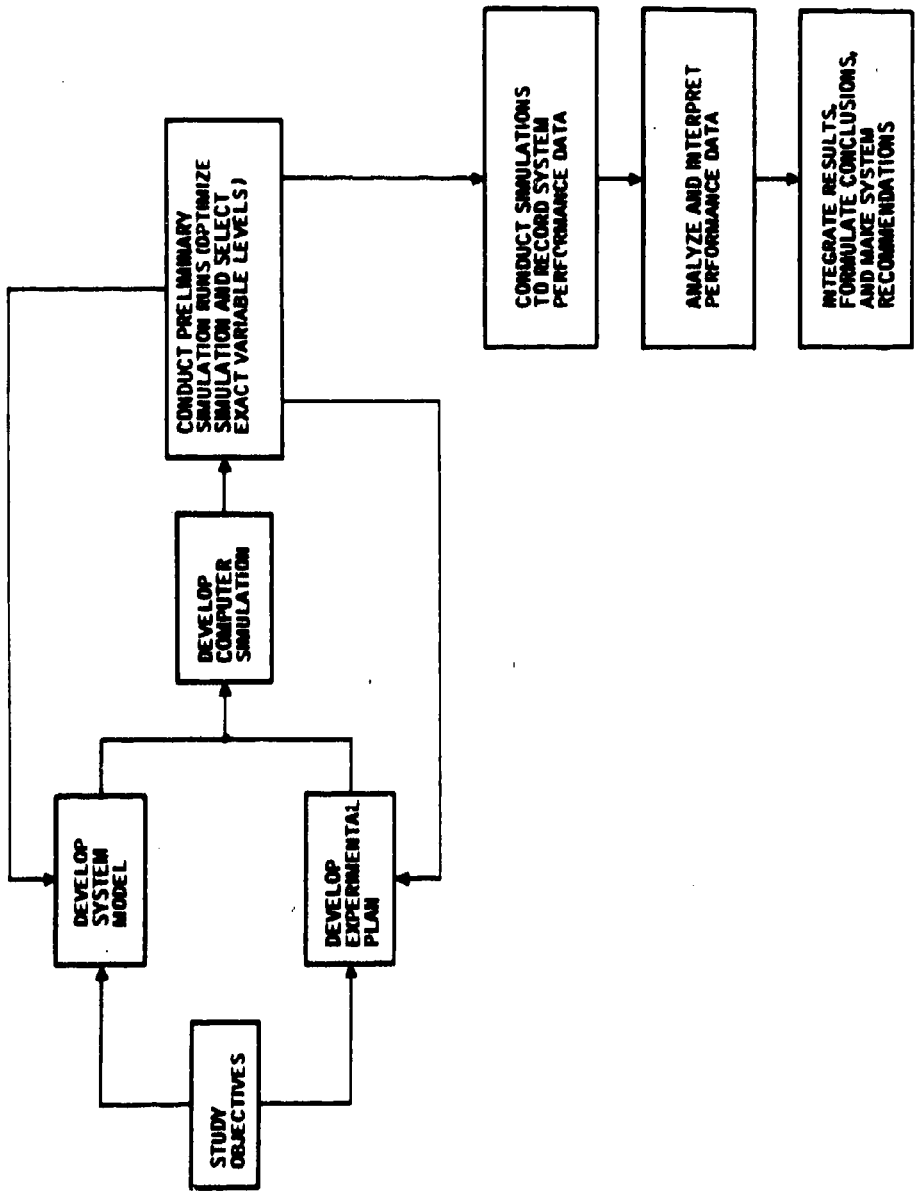 STUDY
OBJECTIVES
DEVELOP
SYSTEM
MODEL
DEVELOP
EXPERIMENTAL
PLAN
DEVELOP
COMPUTER
SIMULATION
CONDUCT PRELIMINARY
SIMULATION RUNS (OPTIMIZE
SIMULATION AND SELECT
EXACT VARIABLE LEVELS)
CONDUCT SIMULATIONS
TO RECORD SYSTEM
PERFORMANCE DATA
ANALYZE AND INTERPRET
PERFORMANCE DATA
INTEGRATE RESULTS,
FORMULATE CONCLUSIONS,
AND MAKE SYSTEM
RECOMMENDATIONS